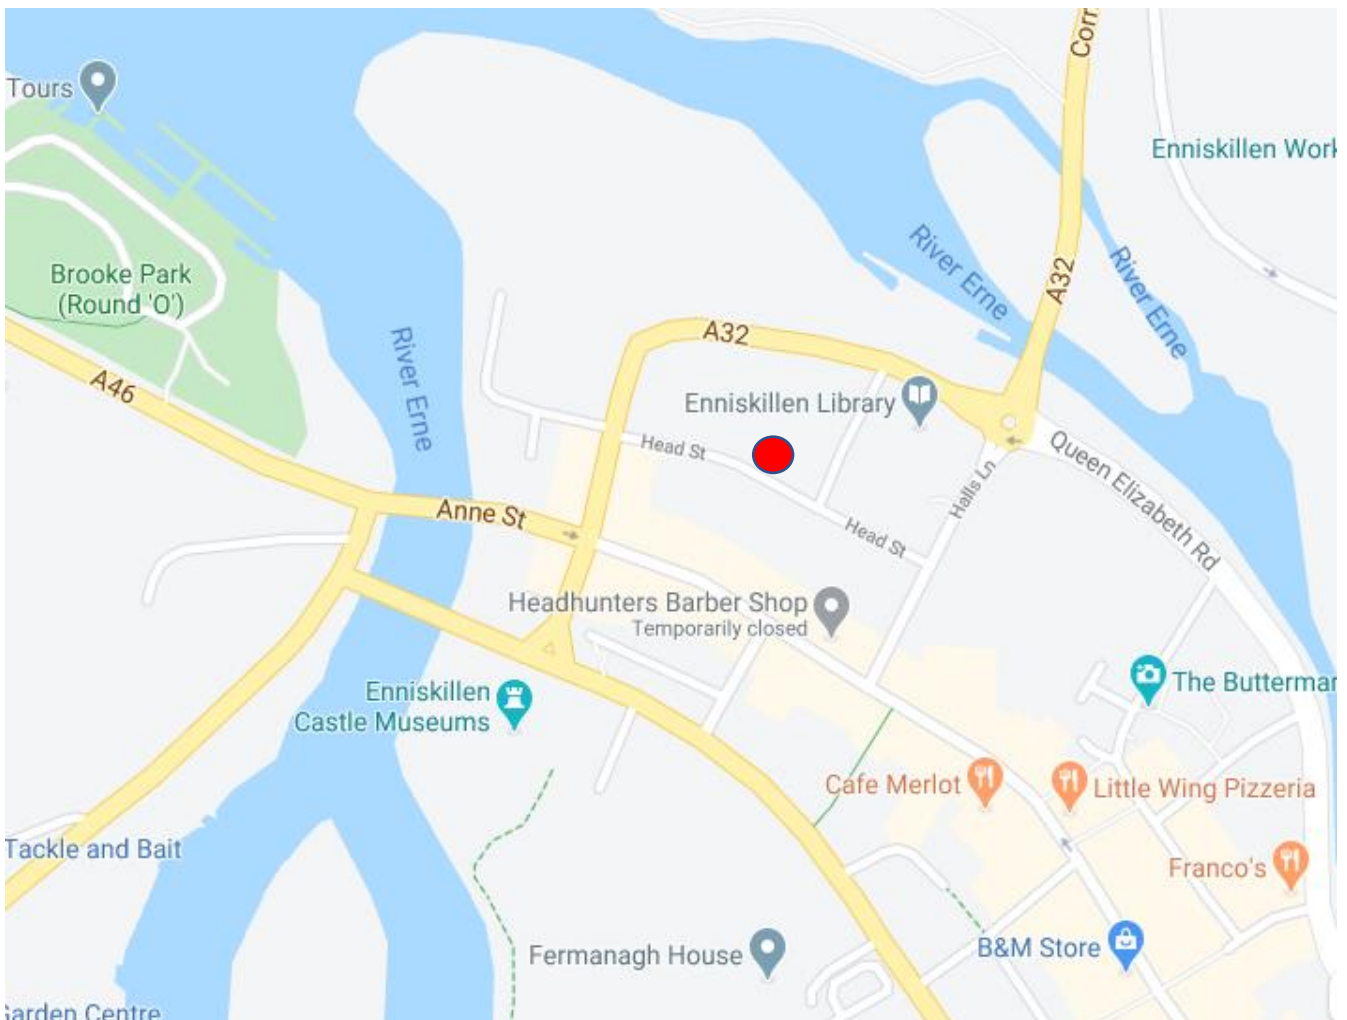 Corr
Tours
Enniskillen Work
River Erne
River Erne
Brooke Park
(Round 'O')
A32
A32
River Erne
A46
Enniskillen Library
Head St
Queen Elizabeth Rd
Halls Ln
Anne St
Head St
Headhunters Barber Shop
Temporarily closed
Enniskillen
Castle Museums
The Buttermar
Cafe Merlot
Little Wing Pizzeria
Tackle and Bait
Franco's
Fermanagh House
B&M Store
Garden Centre